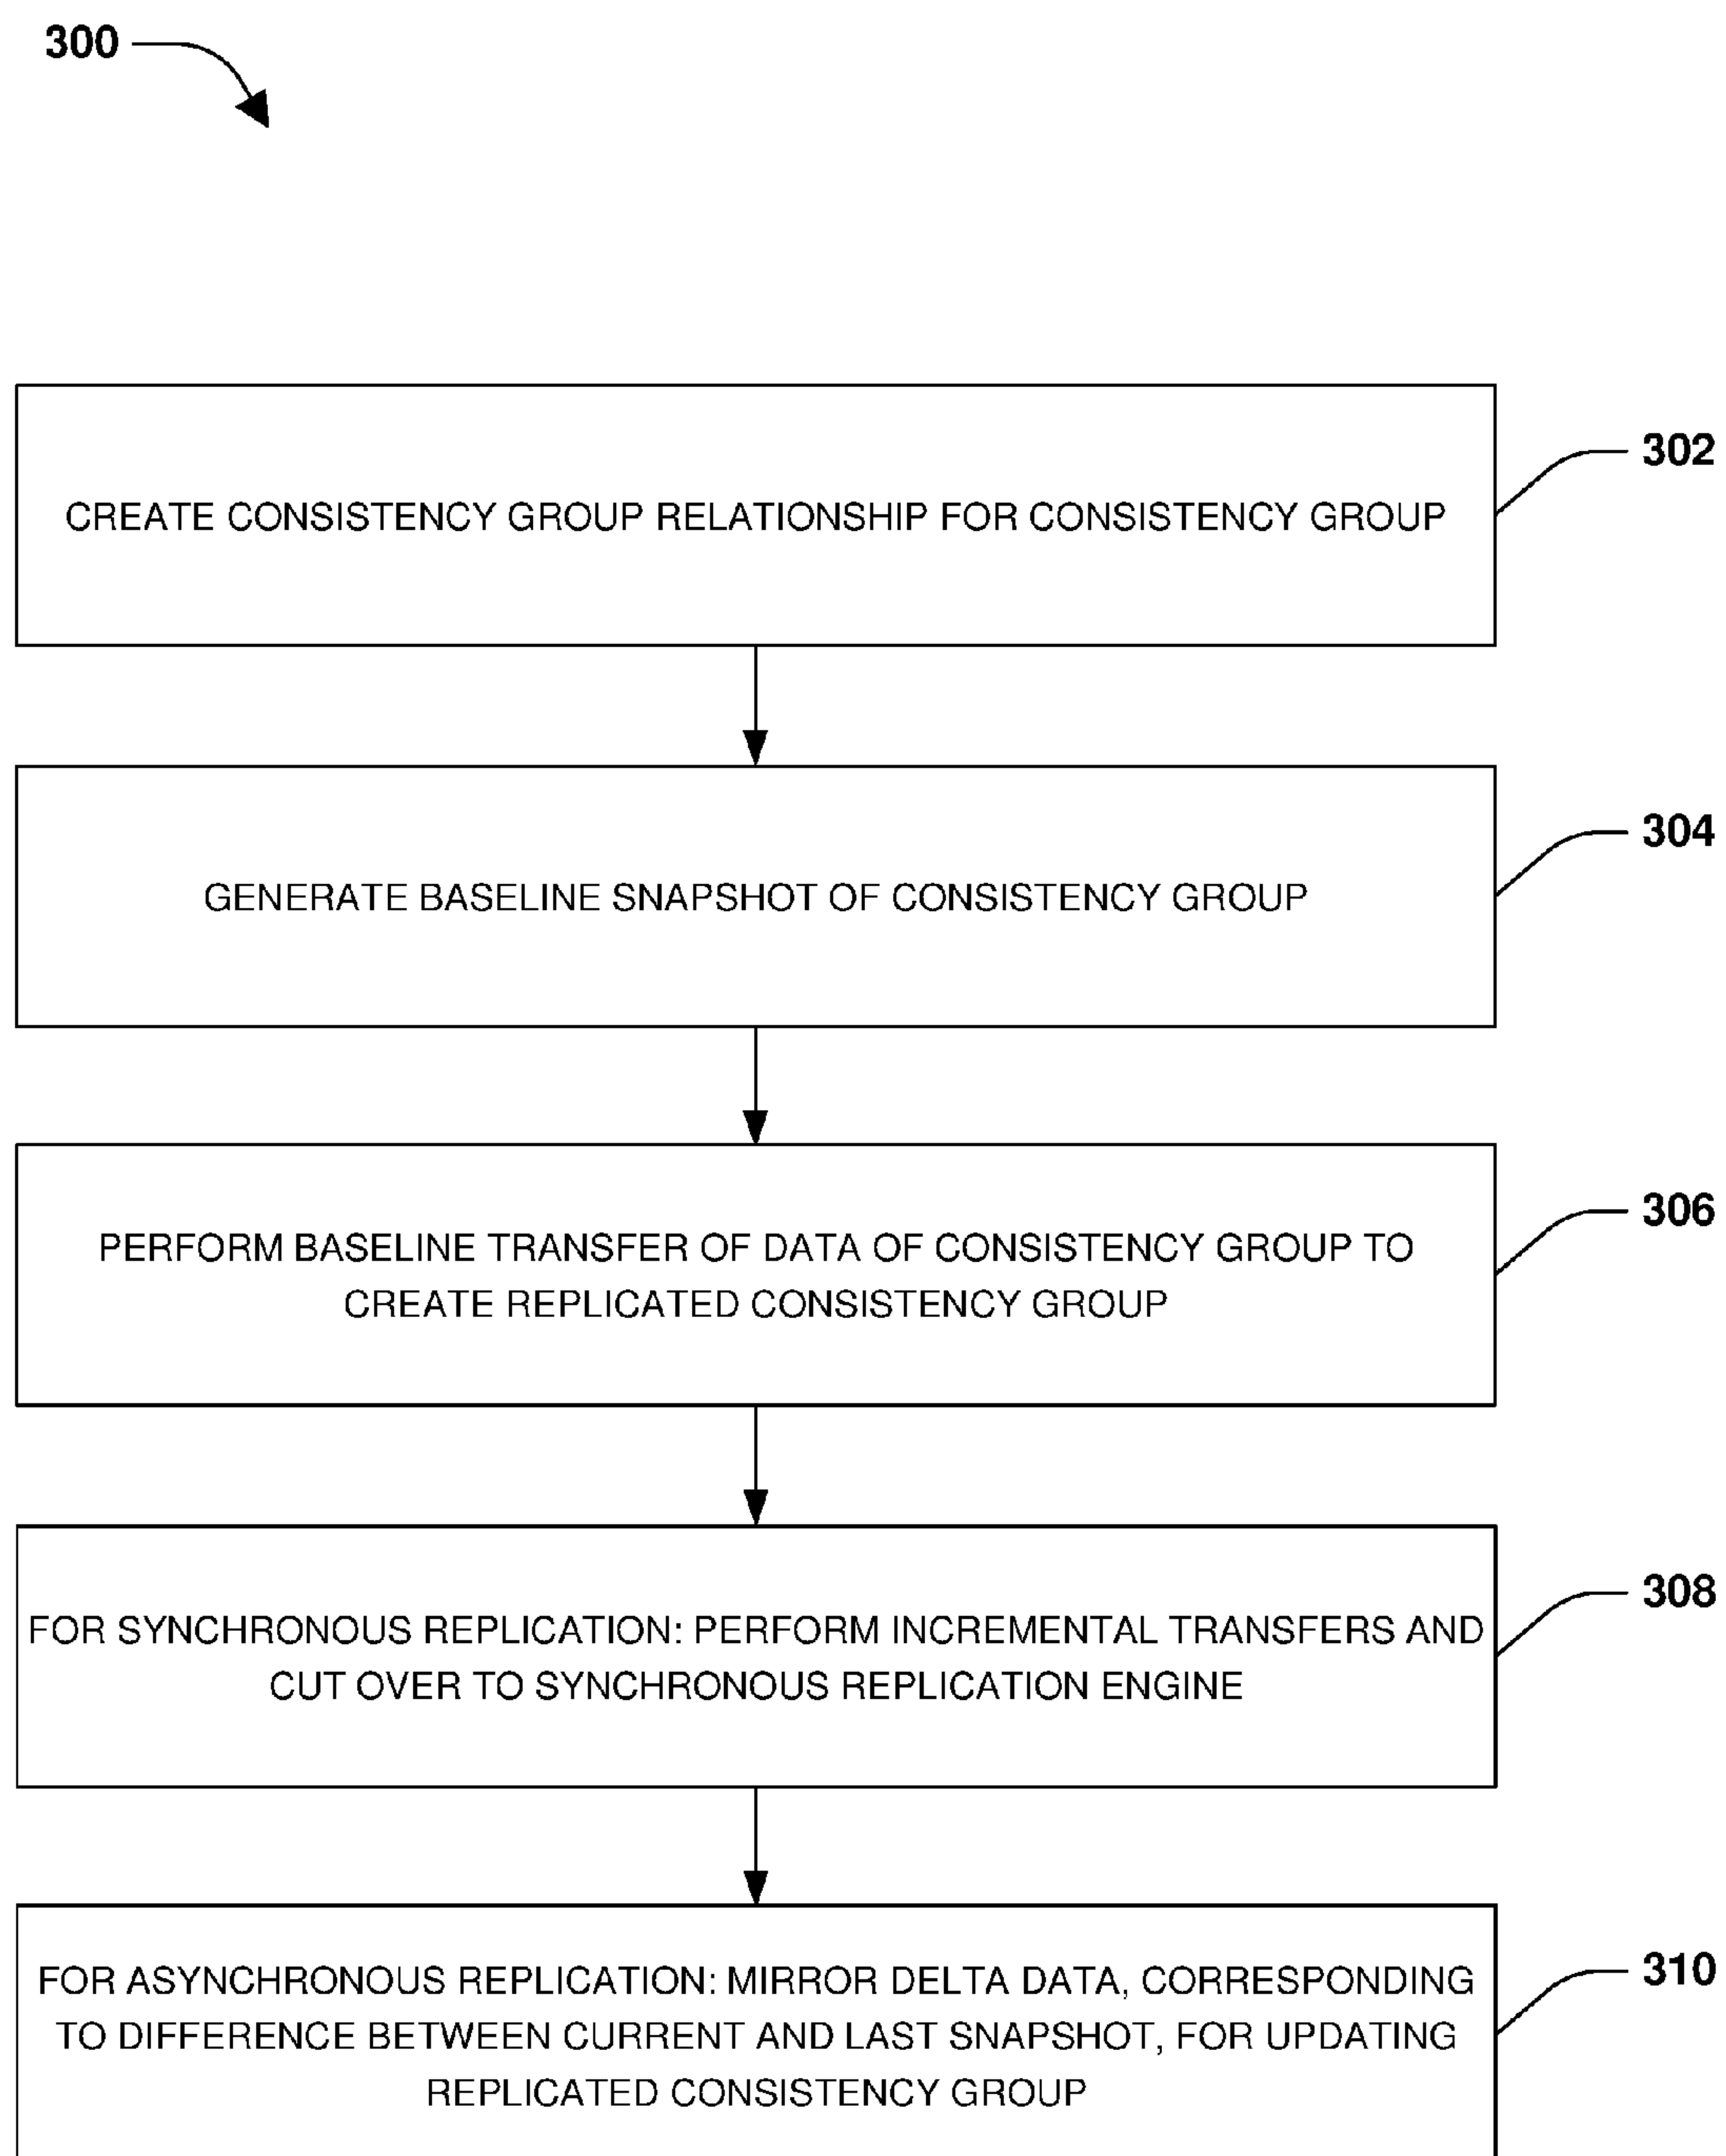 300
CREATE CONSISTENCY GROUP RELATIONSHIP FOR CONSISTENCY GROUP
302
GENERATE BASELINE SNAPSHOT OF CONSISTENCY GROUP
304
PERFORM BASELINE TRANSFER OF DATA OF CONSISTENCY GROUP TO
CREATE REPLICATED CONSISTENCY GROUP
306
FOR SYNCHRONOUS REPLICATION: PERFORM INCREMENTAL TRANSFERS AND
CUT OVER TO SYNCHRONOUS REPLICATION ENGINE
308
FOR ASYNCHRONOUS REPLICATION: MIRROR DELTA DATA, CORRESPONDING
TO DIFFERENCE BETWEEN CURRENT AND LAST SNAPSHOT, FOR UPDATING
REPLICATED CONSISTENCY GROUP
310